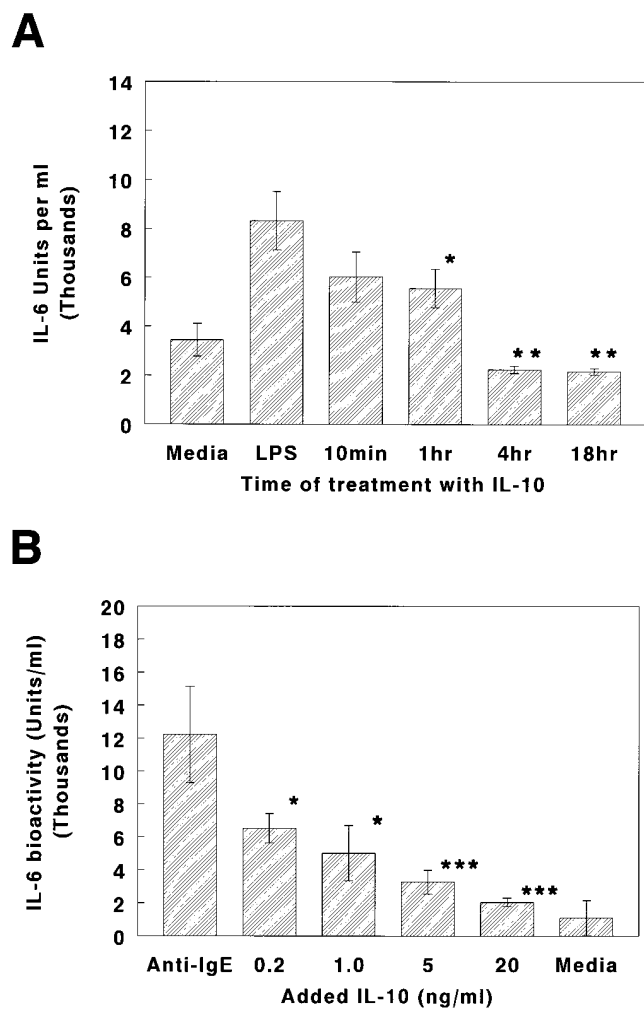 A
IL-6 Units per ml
(Thousands)
14
12
10
8
6
4
2
0
*
**
**
Media LPS 10min 1hr 4hr 18hr
Time of treatment with IL-10
B
IL-6 bioactivity (Units/ml)
(Thousands)
20
18
16
14
12
10
8
6
4
2
0
*
*
***
***
Anti-IgE 0.2 1.0 5 20 Media
Added IL-10 (ng/ml)